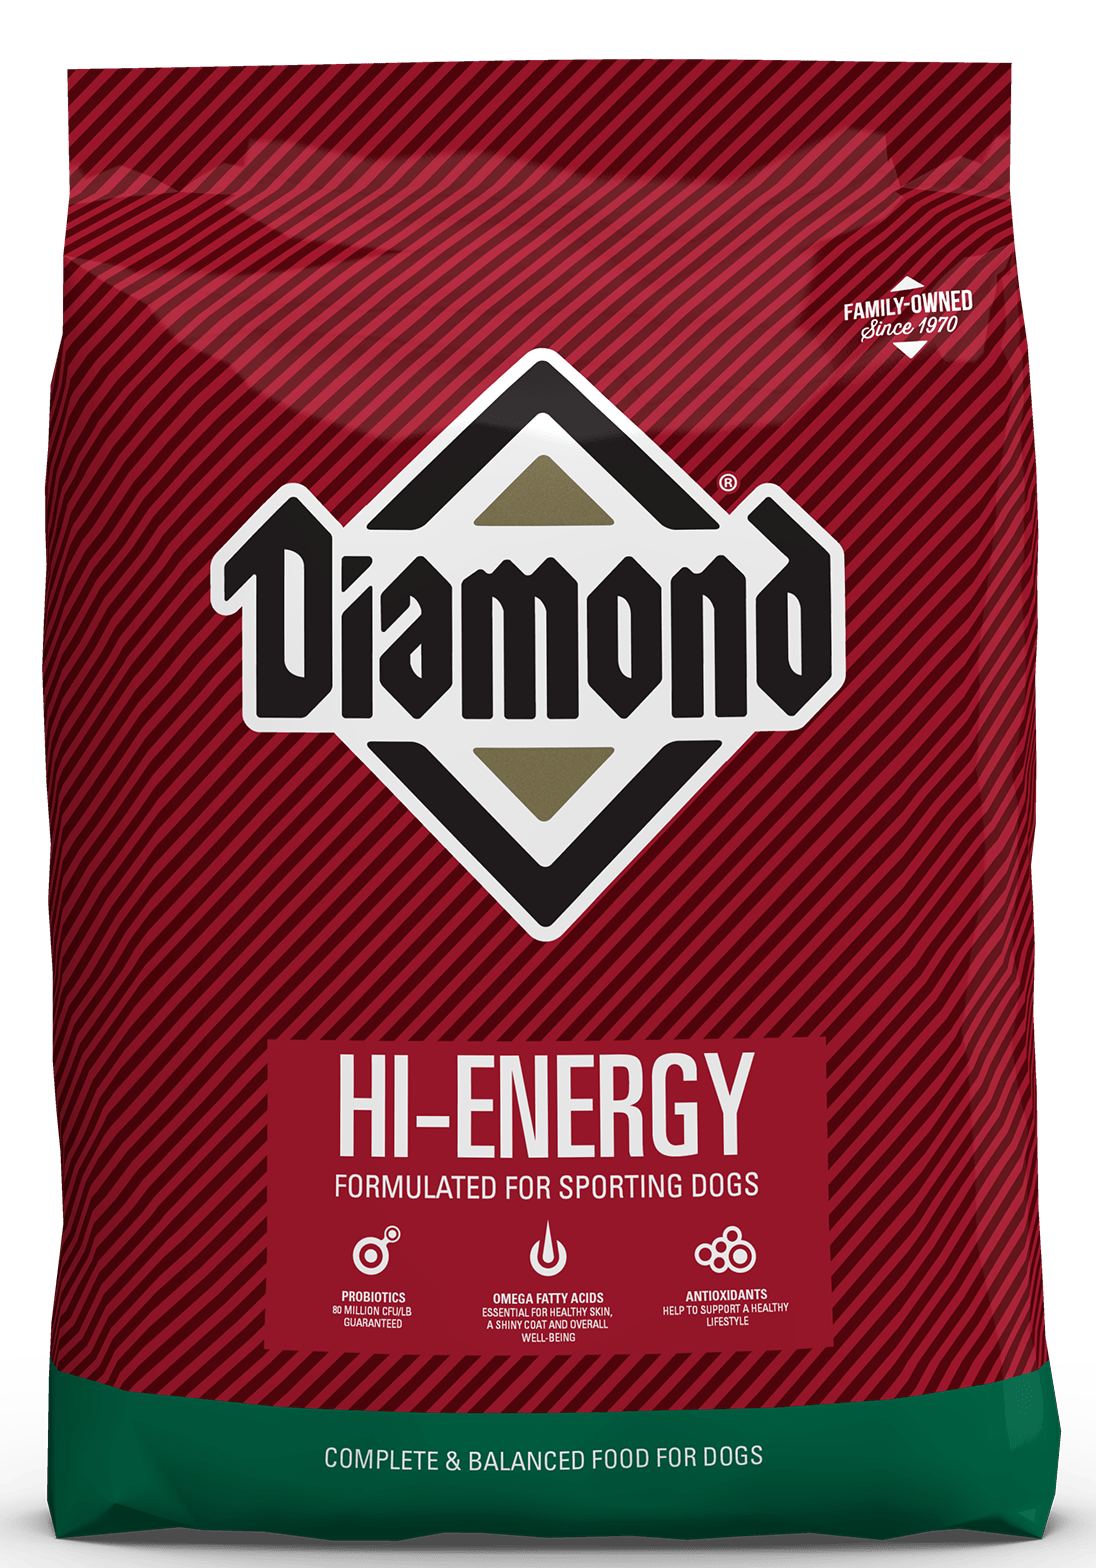 FAMILY-OWNED
Since 1970
Diamond®
HI-ENERGY
FORMULATED FOR SPORTING DOGS
PROBIOTICS
80 MILLION CFU/LB
GUARANTEED
OMEGA FATTY ACIDS
ESSENTIAL FOR HEALTHY SKIN,
A SHINY COAT AND OVERALL
WELL-BEING
ANTIOXIDANTS
HELP TO SUPPORT A HEALTHY
LIFESTYLE
COMPLETE & BALANCED FOOD FOR DOGS